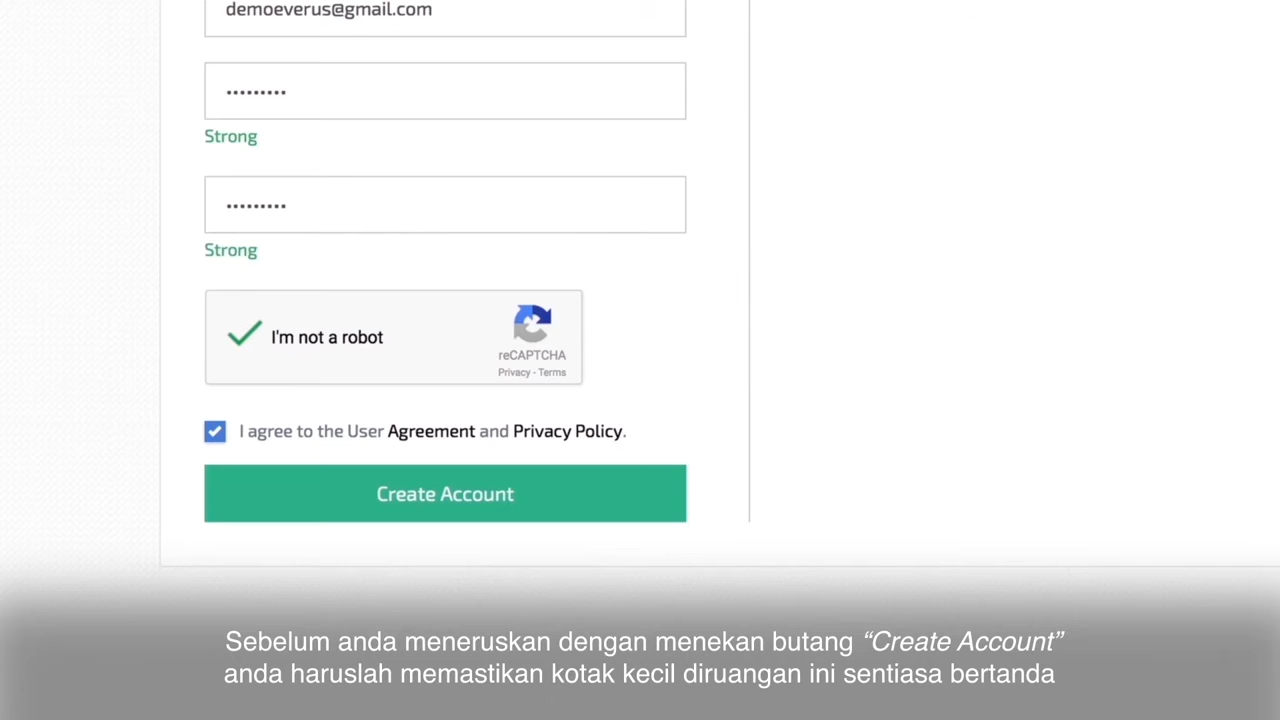 demoeverus@gmail.com
•••••••••
Strong
•••••••••
Strong
I'm not a robot
reCAPTCHA
Privacy - Terms
I agree to the User Agreement and Privacy Policy.
Create Account
Sebelum anda meneruskan dengan menekan butang “Create Account”
anda haruslah memastikan kotak kecil diruangan ini sentiasa bertanda